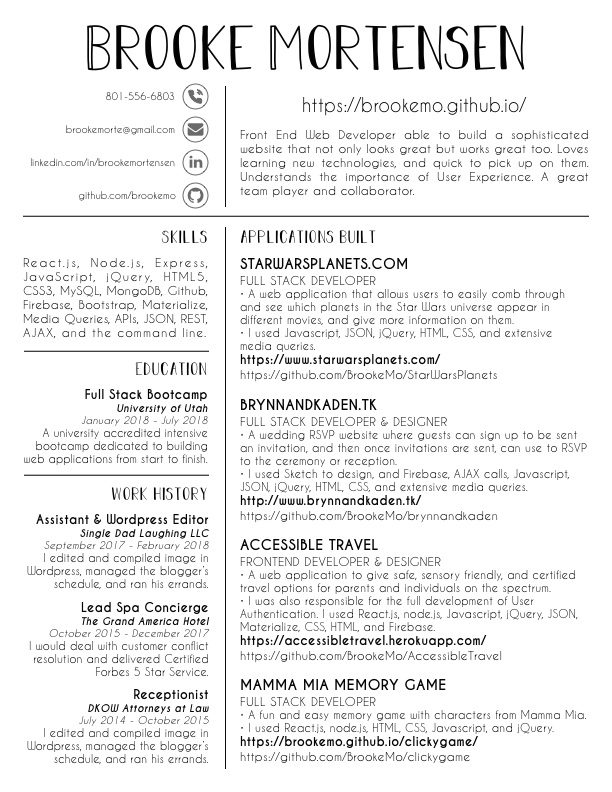 BROOKE MORTENSEN
801-556-6803
brookemorte@gmail.com
linkedin.com/in/brookemortensen
github.com/brookemo
https://brookemo.github.io/
Front End Web Developer able to build a sophisticated
website that not only looks great but works great too. Loves
learning new technologies, and quick to pick up on them.
Understands the importance of User Experience. A great
team player and collaborator.
SKILLS
React.js, Node.js, Express,
JavaScript, jQuery, HTML5,
CSS3, MySQL, MongoDB, Github,
Firebase, Bootstrap, Materialize,
Media Queries, APIs, JSON, REST,
AJAX, and the command line.
EDUCATION
Full Stack Bootcamp
University of Utah
January 2018 - July 2018
A university accredited intensive
bootcamp dedicated to building
web applications from start to finish.
WORK HISTORY
Assistant & Wordpress Editor
Single Dad Laughing LLC
September 2017 - February 2018
I edited and compiled image in
Wordpress, managed the blogger's
schedule, and ran his errands.
Lead Spa Concierge
The Grand America Hotel
October 2015 - December 2017
I would deal with customer conflict
resolution and delivered Certified
Forbes 5 Star Service.
Receptionist
DKOW Attorneys at Law
July 2014 - October 2015
I edited and compiled image in
Wordpress, managed the blogger's
schedule, and ran his errands.
APPLICATIONS BUILT
STARWARSPLANETS.COM
FULL STACK DEVELOPER
• A web application that allows users to easily comb through
and see which planets in the Star Wars universe appear in
different movies, and give more information on them.
• I used Javascript, JSON, jQuery, HTML, CSS, and extensive
media queries.
https://www.starwarsplanets.com/
https://github.com/BrookeMo/StarWarsPlanets
BRYNNANDKADEN.TK
FULL STACK DEVELOPER & DESIGNER
• A wedding RSVP website where guests can sign up to be sent
an invitation, and then once invitations are sent, can use to RSVP
to the ceremony or reception.
• I used Sketch to design, and Firebase, AJAX calls, Javascript,
JSON, jQuery, HTML, CSS, and extensive media queries.
http://www.brynnandkaden.tk/
https://github.com/BrookeMo/brynnandkaden
ACCESSIBLE TRAVEL
FRONTEND DEVELOPER & DESIGNER
• A web application to give safe, sensory friendly, and certified
travel options for parents and individuals on the spectrum.
• I was also responsible for the full development of User
Authentication. I used React.js, node.js, Javascript, jQuery, JSON,
Materialize, CSS, HTML, and Firebase.
https://accessibletravel.herokuapp.com/
https://github.com/BrookeMo/AccessibleTravel
MAMMA MIA MEMORY GAME
FULL STACK DEVELOPER
• A fun and easy memory game with characters from Mamma Mia.
• I used React.js, node.js, HTML, CSS, Javascript, and jQuery.
https://brookemo.github.io/clickygame/
https://github.com/BrookeMo/clickygame